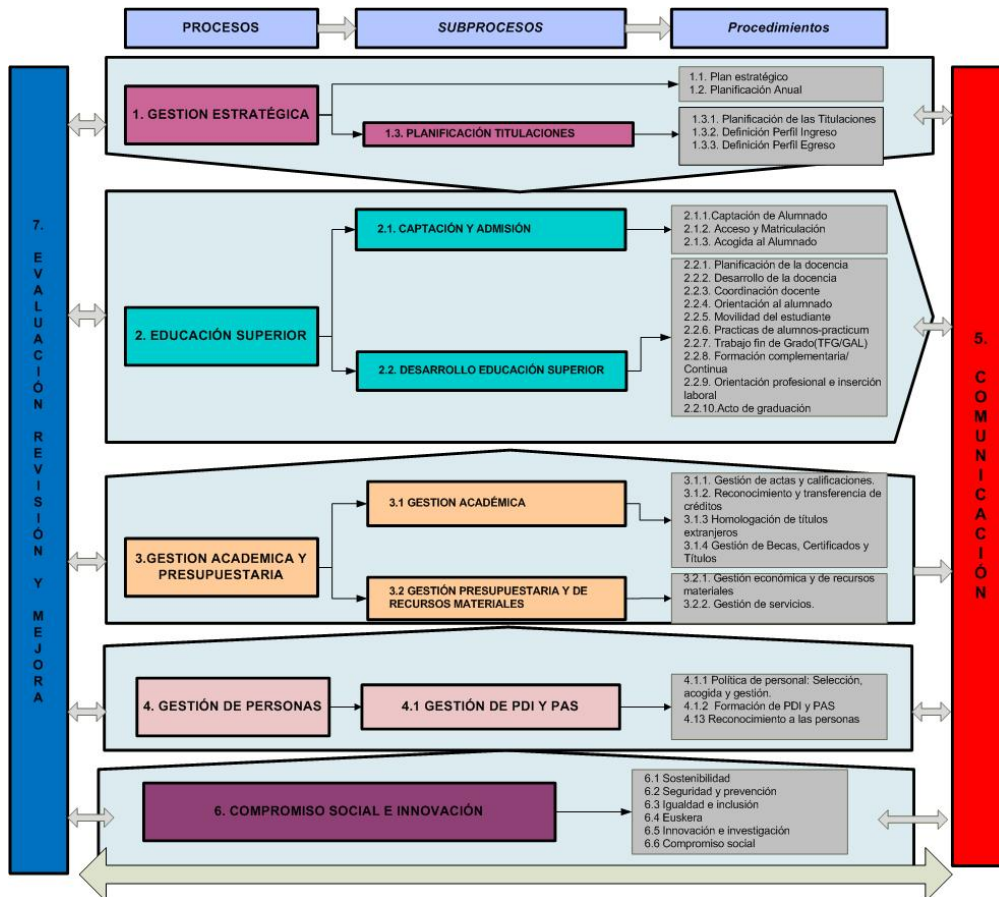 PROCESOS
SUBPROCESOS
Procedimientos
7. EVALUACIÓN REVISIÓN Y MEJORA
1. GESTION ESTRATÉGICA
1.1. Plan estratégico
1.2. Planificación Anual
1.3. PLANIFICACIÓN TITULACIONES
1.3.1. Planificación de las Titulaciones
1.3.2. Definición Perfil Ingreso
1.3.3. Definición Perfil Egreso
2. EDUCACIÓN SUPERIOR
2.1. CAPTACIÓN Y ADMISIÓN
2.1.1.Captación de Alumnado
2.1.2. Acceso y Matriculación
2.1.3. Acogida al Alumnado
2.2. DESARROLLO EDUCACIÓN SUPERIOR
2.2.1. Planificación de la docencia
2.2.2. Desarrollo de la docencia
2.2.3. Coordinación docente
2.2.4. Orientación al alumnado
2.2.5. Movilidad del estudiante
2.2.6. Practicas de alumnos-practicum
2.2.7. Trabajo fin de Grado(TFG/GAL)
2.2.8. Formación complementaria/
Continua
2.2.9. Orientación profesional e inserción
laboral
2.2.10.Acto de graduación
3.GESTION ACADEMICA Y
PRESUPUESTARIA
3.1 GESTION ACADÉMICA
3.1.1. Gestión de actas y calificaciones.
3.1.2. Reconocimiento y transferencia de
créditos
3.1.3 Homologación de títulos
extranjeros
3.1.4 Gestión de Becas, Certificados y
Títulos
3.2 GESTIÓN PRESUPUESTARIA Y DE
RECURSOS MATERIALES
3.2.1. Gestión económica y de recursos
materiales
3.2.2. Gestión de servicios.
4. GESTIÓN DE PERSONAS
4.1 GESTIÓN DE PDI Y PAS
4.1.1 Política de personal: Selección,
acogida y gestión.
4.1.2 Formación de PDI y PAS
4.13 Reconocimiento a las personas
6. COMPROMISO SOCIAL E INNOVACIÓN
6.1 Sostenibilidad
6.2 Seguridad y prevención
6.3 Igualdad e inclusión
6.4 Euskera
6.5 Innovación e investigación
6.6 Compromiso social
5. COMUNICACIÓN